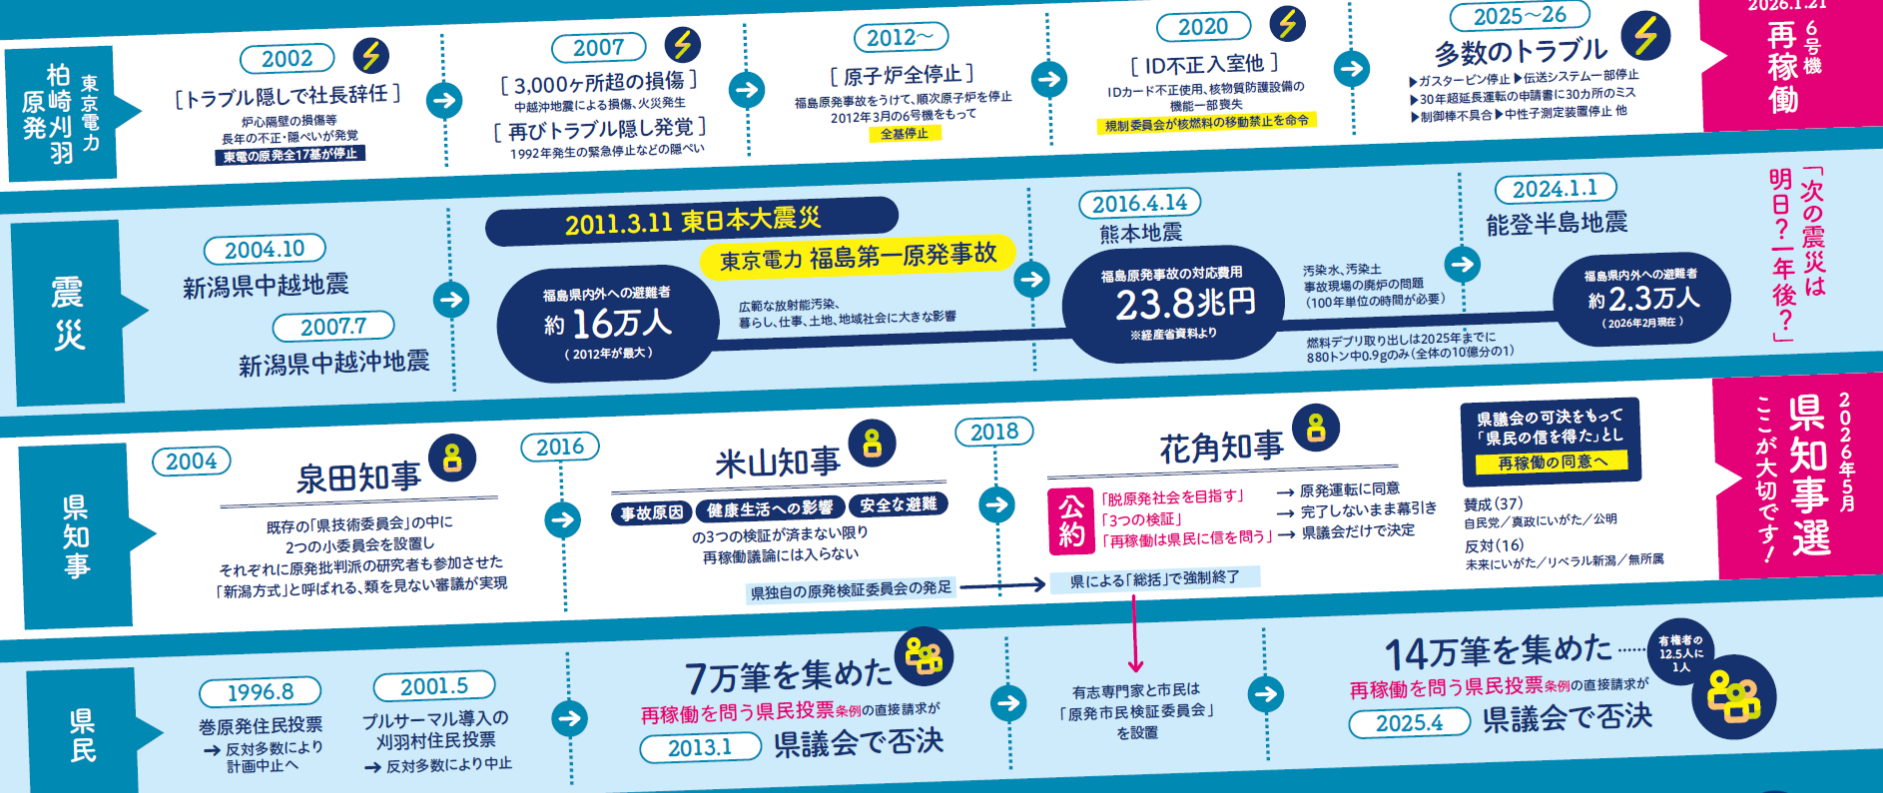 東京電力
柏崎刈羽
原発
2002
[トラブル隠しで社長辞任]
炉心隔壁の損傷等
長年の不正・隠ぺいが発覚
東電の原発全17基が停止
2007
[3,000ヶ所超の損傷]
中越沖地震による損傷、火災発生
[再びトラブル隠し発覚]
1992年発生の緊急停止などの隠ぺい
2012〜
[原子炉全停止]
福島原発事故をうけて、順次原子炉を停止
2012年3月の6号機をもって
全基停止
2020
[ID不正入室他]
IDカード不正使用、核物質防護設備の
機能一部喪失
規制委員会が核燃料の移動禁止を命令
2025〜26
多数のトラブル
▶ガスタービン停止▶伝送システム一部停止
▶30年超延長運転の申請書に30カ所のミス
▶制御棒不具合▶中性子測定装置停止 他
2026.1.21
6号機
再稼働
震災
2004.10
新潟県中越地震
2007.7
新潟県中越沖地震
2011.3.11 東日本大震災
東京電力 福島第一原発事故
福島県内外への避難者
約16万人
(2012年が最大)
広範な放射能汚染、
暮らし、仕事、土地、地域社会に大きな影響
2016.4.14
熊本地震
福島原発事故の対応費用
23.8兆円
※経産省資料より
汚染水、汚染土
事故現場の廃炉の問題
(100年単位の時間が必要)
燃料デブリ取り出しは2025年までに
880トン中0.9gのみ(全体の10億分の1)
2024.1.1
能登半島地震
福島県内外への避難者
約2.3万人
(2026年2月現在)
「次の震災は
明日？一年後？」
県知事
2004
泉田知事
既存の「県技術委員会」の中に
2つの小委員会を設置し
それぞれに原発批判派の研究者も参加させた
「新潟方式」と呼ばれる、類を見ない審議が実現
2016
米山知事
事故原因 健康生活への影響 安全な避難
の3つの検証が済まない限り
再稼働議論には入らない
県独自の原発検証委員会の発足
2018
花角知事
公約
「脱原発社会を目指す」→原発運転に同意
「3つの検証」→完了しないまま幕引き
「再稼働は県民に信を問う」→県議会だけで決定
県による「総括」で強制終了
県議会の可決をもって
「県民の信を得た」とし
再稼働の同意へ
賛成(37)
自民党／真政にいがた／公明
反対(16)
未来にいがた／リベラル新潟／無所属
2026年5月
県知事選
ここが大切です！
県民
1996.8
巻原発住民投票
→反対多数により
計画中止へ
2001.5
プルサーマル導入の
刈羽村住民投票
→反対多数により中止
7万筆を集めた
再稼働を問う県民投票条例の直接請求が
2013.1 県議会で否決
有志専門家と市民は
「原発市民検証委員会」
を設置
14万筆を集めた……
有権者の
12.5人に
1人
再稼働を問う県民投票条例の直接請求が
2025.4 県議会で否決